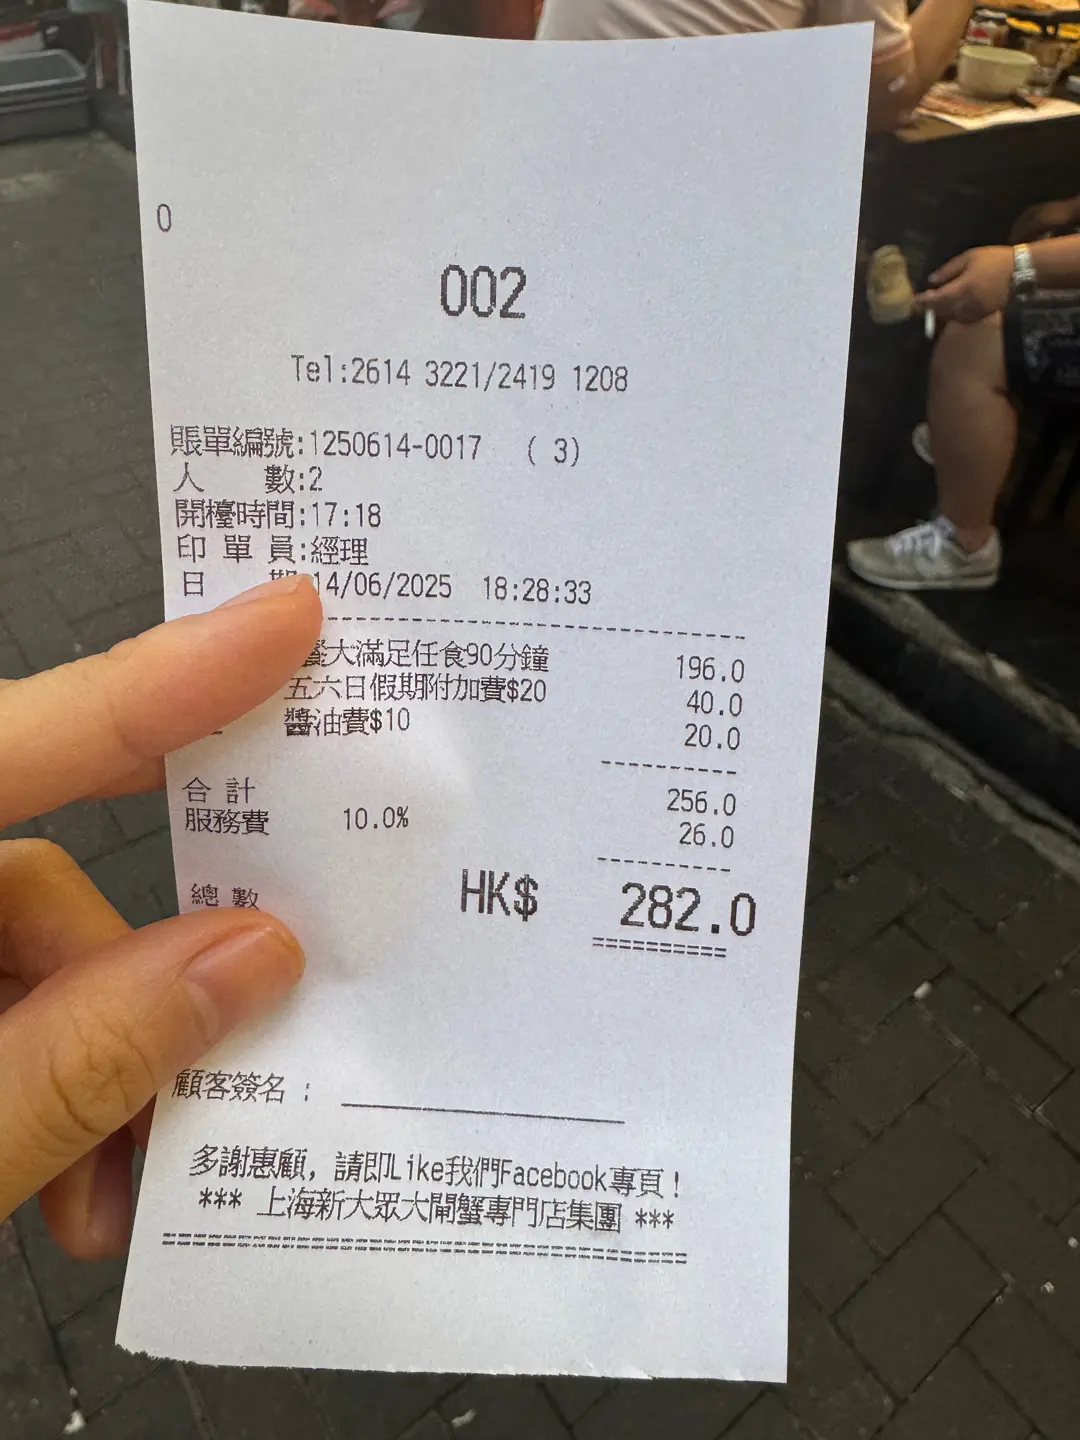 0
002
Tel:2614 3221/2419 1208
賬單編號:1250614-0017 ( 3)
人 數:2
開檯時間:17:18
印 單 員:經理
日 期:14/06/2025 18:28:33
餐大滿足任食90分鐘 196.0
五六日假期附加費$20 40.0
醬油費$10 20.0
合 計 256.0
服務費 10.0% 26.0
總 數 HK$ 282.0
顧客簽名 :
多謝惠顧, 請即Like我們Facebook專頁!
*** 上海新大眾大閘蟹專門店集團 ***